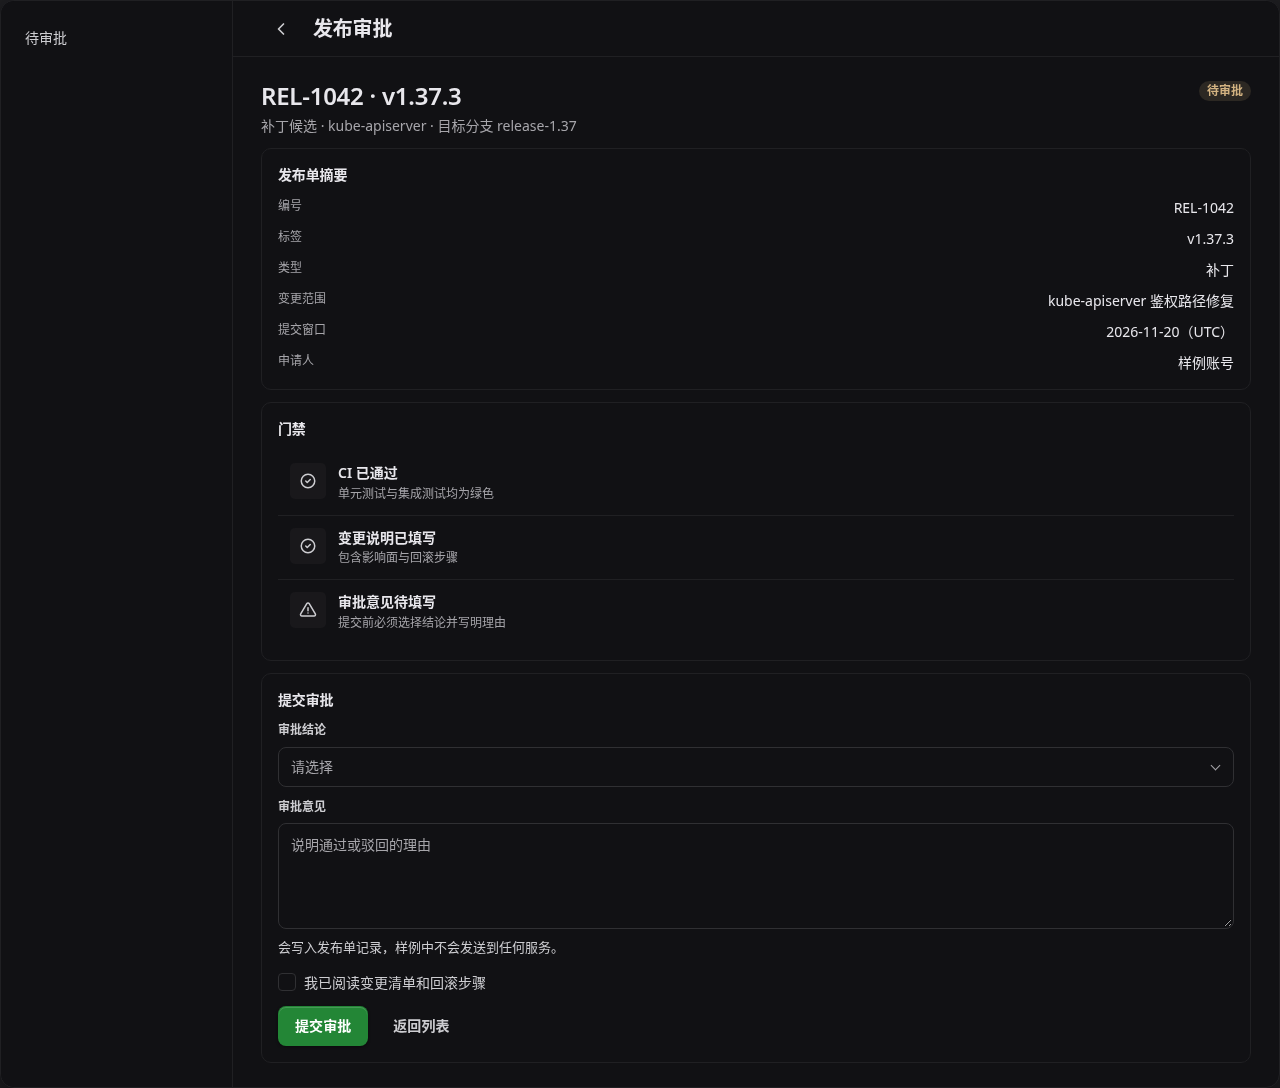 待审批
发布审批
REL-1042 · v1.37.3
待审批
补丁候选 · kube-apiserver · 目标分支 release-1.37
发布单摘要
编号 REL-1042
标签 v1.37.3
类型 补丁
变更范围 kube-apiserver 鉴权路径修复
提交窗口 2026-11-20（UTC）
申请人 样例账号
门禁
CI 已通过
单元测试与集成测试均为绿色
变更说明已填写
包含影响面与回滚步骤
审批意见待填写
提交前必须选择结论并写明理由
提交审批
审批结论
请选择
审批意见
说明通过或驳回的理由
会写入发布单记录，样例中不会发送到任何服务。
我已阅读变更清单和回滚步骤
提交审批 返回列表